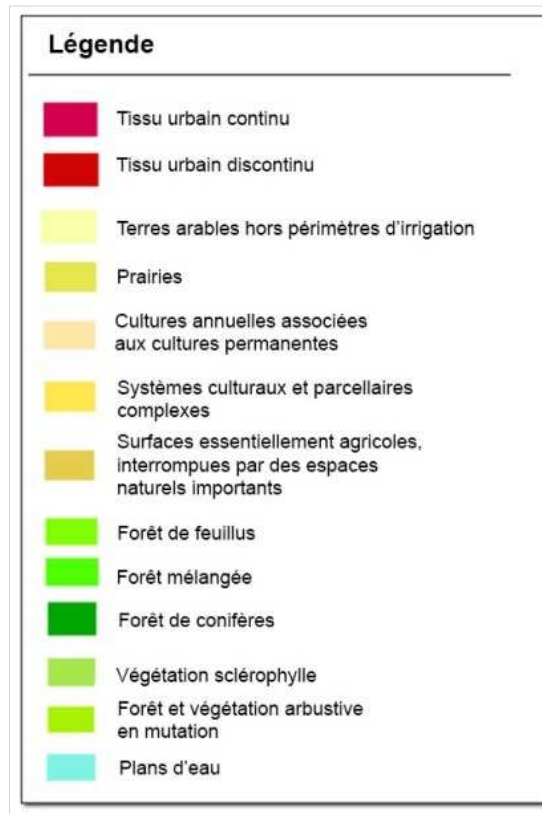 Légende
Tissu urbain continu
Tissu urbain discontinu
Terres arables hors périmètres d'irrigation
Prairies
Cultures annuelles associées
aux cultures permanentes
Systèmes culturaux et parcellaires
complexes
Surfaces essentiellement agricoles,
interrompues par des espaces
naturels importants
Forêt de feuillus
Forêt mélangée
Forêt de conifères
Végétation sclérophylle
Forêt et végétation arbustive
en mutation
Plans d'eau